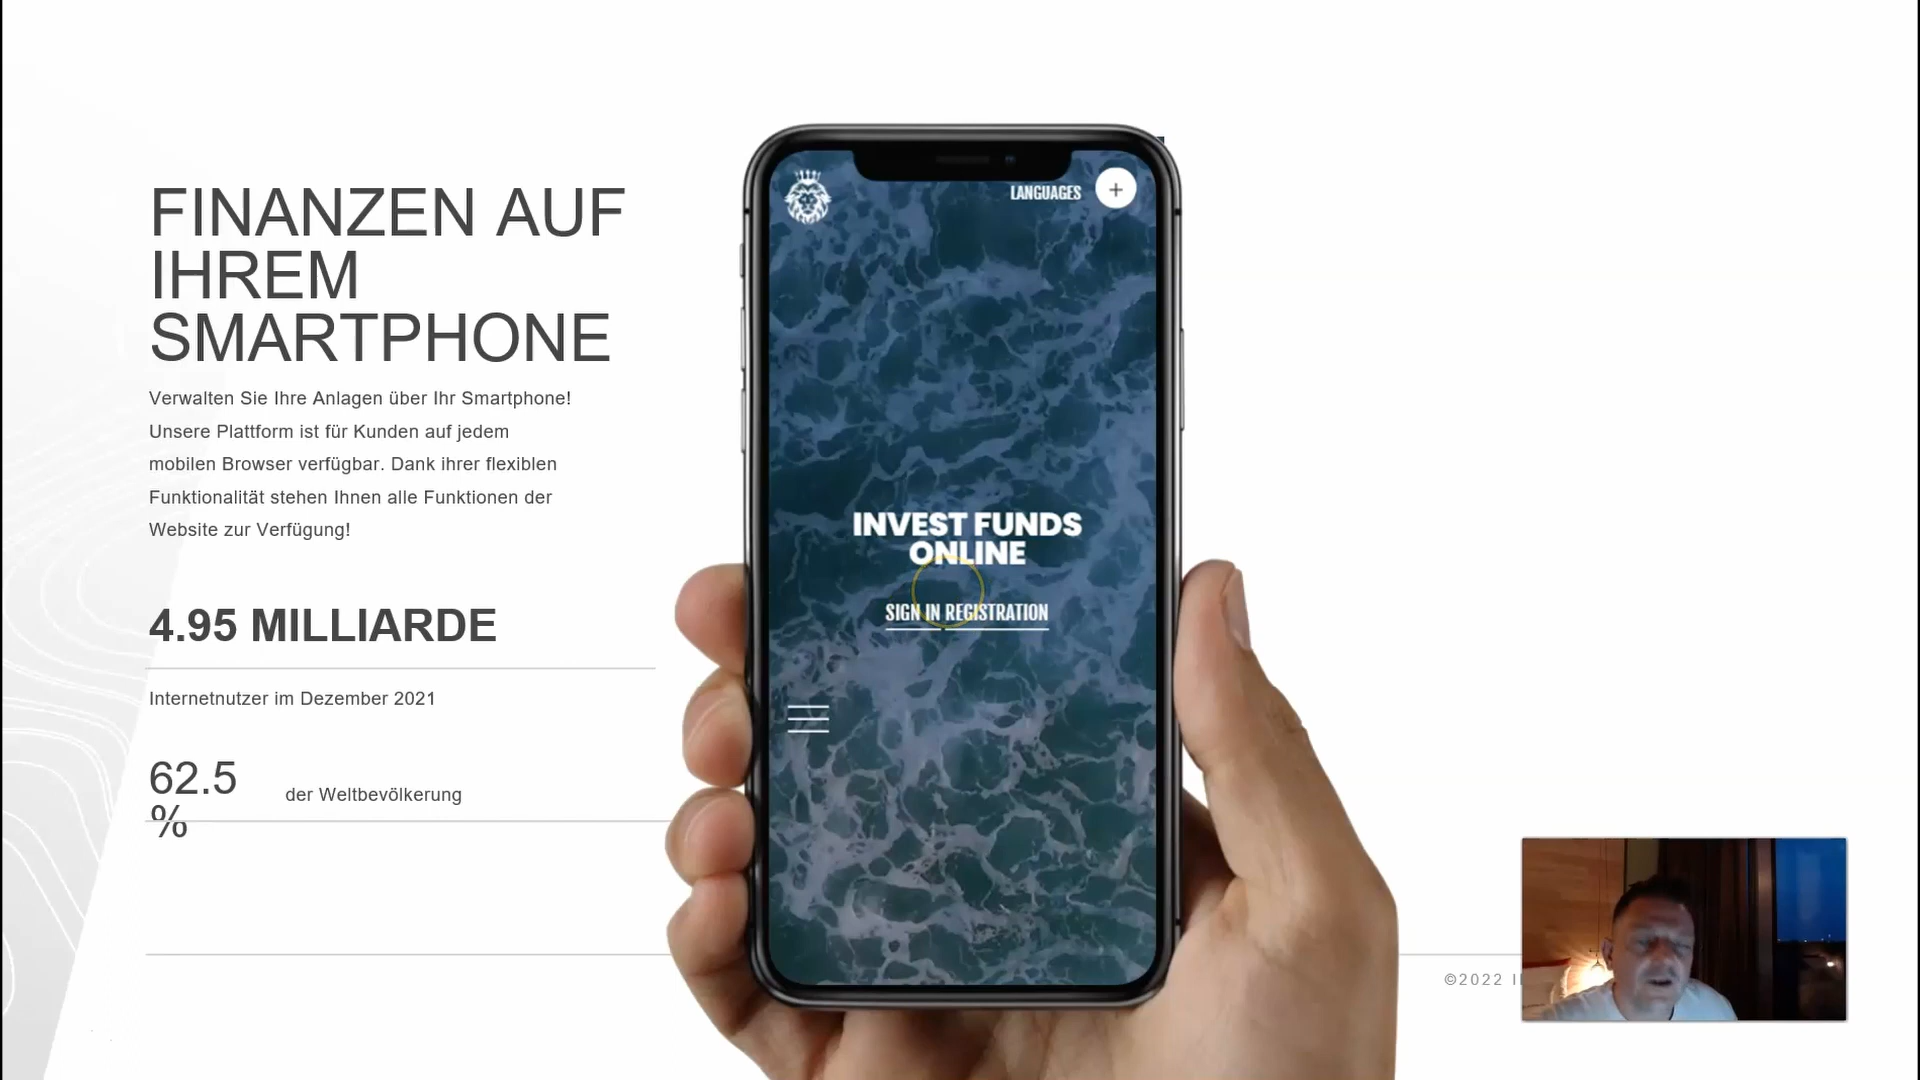 FINANZEN AUF
IHREM
SMARTPHONE
Verwalten Sie Ihre Anlagen über Ihr Smartphone!
Unsere Plattform ist für Kunden auf jedem
mobilen Browser verfügbar. Dank ihrer flexiblen
Funktionalität stehen Ihnen alle Funktionen der
Website zur Verfügung!
4.95 MILLIARDE
Internetnutzer im Dezember 2021
62.5
%
der Weltbevölkerung
LANGUAGES +
INVEST FUNDS
ONLINE
SIGN IN REGISTRATION
©2022